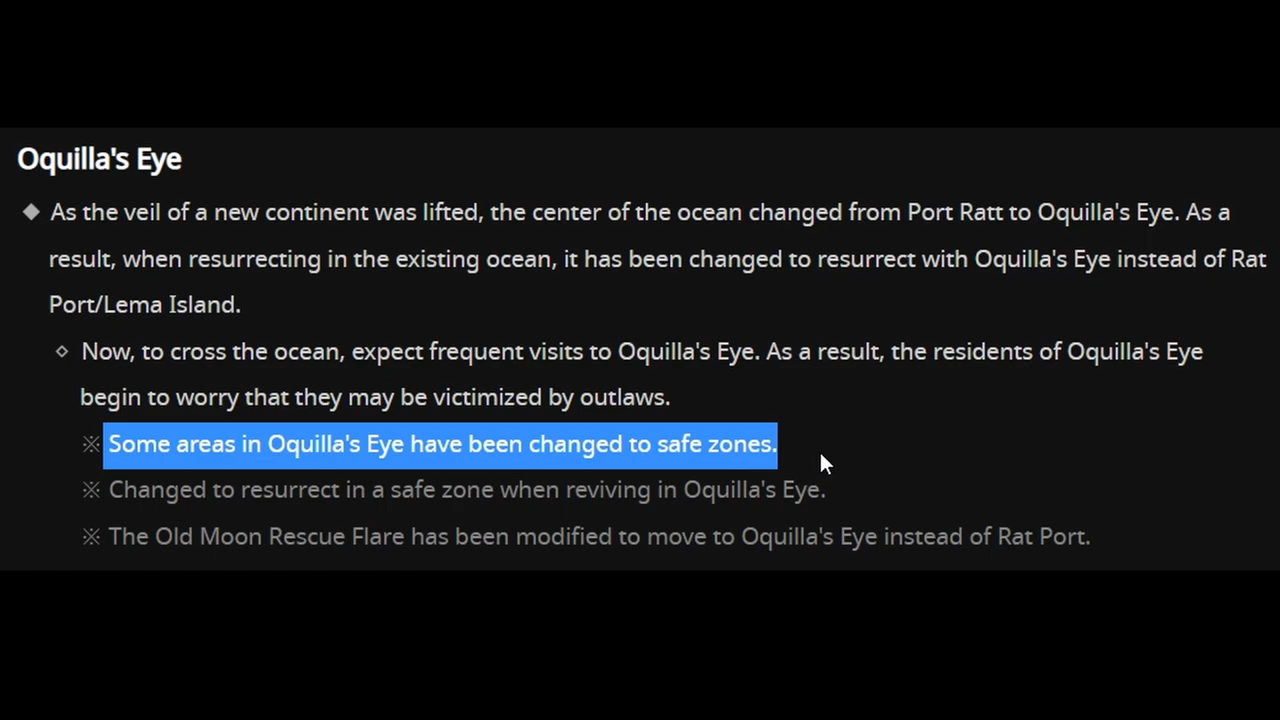 Oquilla's Eye
◆ As the veil of a new continent was lifted, the center of the ocean changed from Port Ratt to Oquilla's Eye. As a
result, when resurrecting in the existing ocean, it has been changed to resurrect with Oquilla's Eye instead of Rat
Port/Lema Island.
◇ Now, to cross the ocean, expect frequent visits to Oquilla's Eye. As a result, the residents of Oquilla's Eye
begin to worry that they may be victimized by outlaws.
※ Some areas in Oquilla's Eye have been changed to safe zones.
※ Changed to resurrect in a safe zone when reviving in Oquilla's Eye.
※ The Old Moon Rescue Flare has been modified to move to Oquilla's Eye instead of Rat Port.